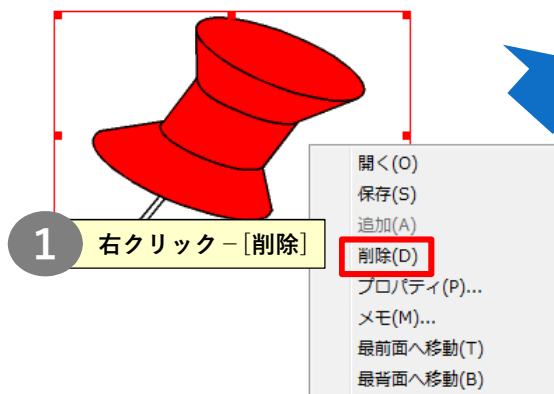 開く(O)
保存(S)
追加(A)
1 右クリック－[削除]
削除(D)
プロパティ(P)...
メモ(M)...
最前面へ移動(T)
最背面へ移動(B)